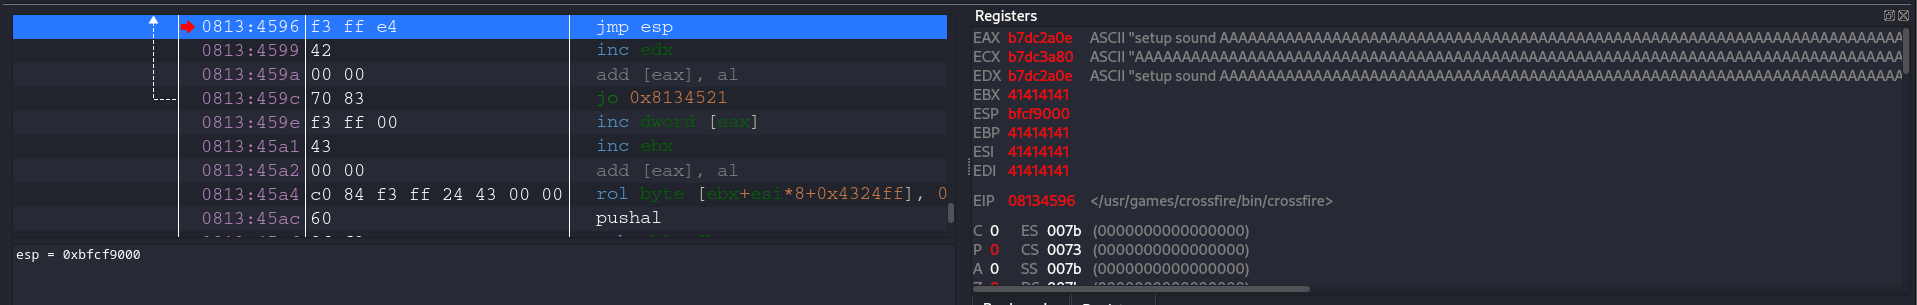 0813:4596 f3 ff e4 jmp esp
0813:4599 42 inc edx
0813:459a 00 00 add [eax], al
0813:459c 70 83 jo 0x8134521
0813:459e f3 ff 00 inc dword [eax]
0813:45a1 43 inc ebx
0813:45a2 00 00 add [eax], al
0813:45a4 c0 84 f3 ff 24 43 00 00 rol byte [ebx+esi*8+0x4324ff], 0
0813:45ac 60 pushal
esp = 0xbfcf9000
Registers
EAX b7dc2a0e ASCII "setup sound AAAAAAAAAAAAAAAAAAAAAAAAAAAAAAAAAAAAAAAAAAAAAAAAAAAAAAAAAAAAAAAAAAAAAAAAA
ECX b7dc3a80 ASCII "AAAAAAAAAAAAAAAAAAAAAAAAAAAAAAAAAAAAAAAAAAAAAAAAAAAAAAAAAAAAAAAAAAAAAAAAAAAAAAAAAA
EDX b7dc2a0e ASCII "setup sound AAAAAAAAAAAAAAAAAAAAAAAAAAAAAAAAAAAAAAAAAAAAAAAAAAAAAAAAAAAAAAAAAAAAAAAAA
EBX 41414141
ESP bfcf9000
EBP 41414141
ESI 41414141
EDI 41414141
EIP 08134596 </usr/games/crossfire/bin/crossfire>
C 0 ES 007b (0000000000000000)
P 0 CS 0073 (0000000000000000)
A 0 SS 007b (0000000000000000)